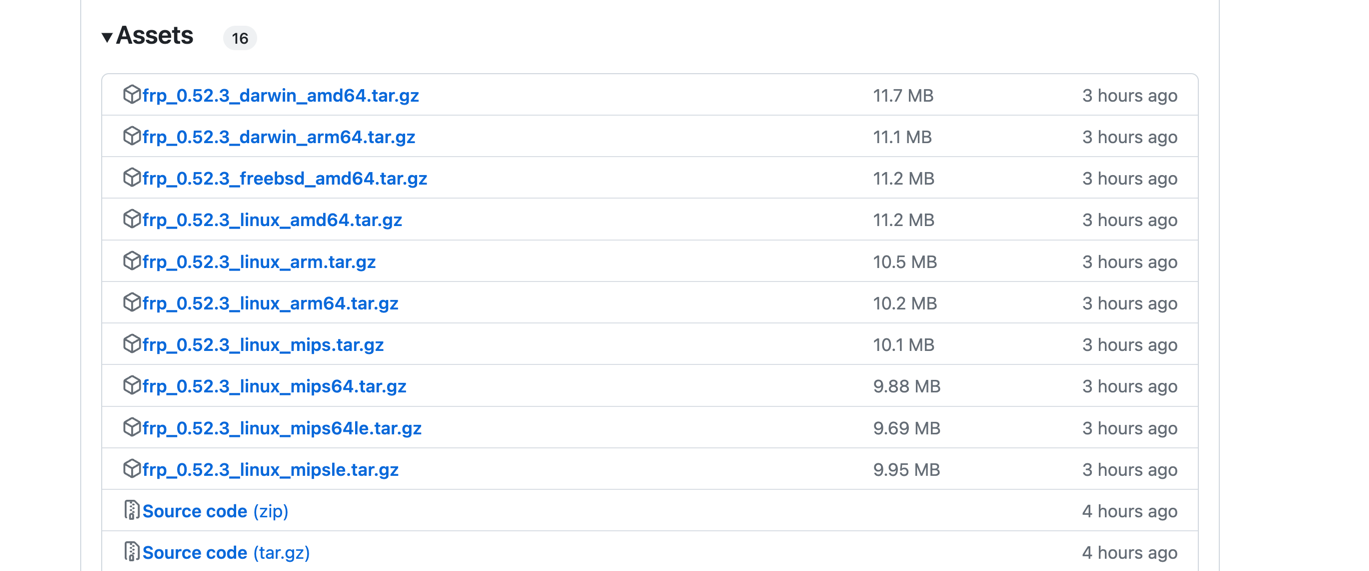 Assets 16
frp_0.52.3_darwin_amd64.tar.gz 11.7 MB 3 hours ago
frp_0.52.3_darwin_arm64.tar.gz 11.1 MB 3 hours ago
frp_0.52.3_freebsd_amd64.tar.gz 11.2 MB 3 hours ago
frp_0.52.3_linux_amd64.tar.gz 11.2 MB 3 hours ago
frp_0.52.3_linux_arm.tar.gz 10.5 MB 3 hours ago
frp_0.52.3_linux_arm64.tar.gz 10.2 MB 3 hours ago
frp_0.52.3_linux_mips.tar.gz 10.1 MB 3 hours ago
frp_0.52.3_linux_mips64.tar.gz 9.88 MB 3 hours ago
frp_0.52.3_linux_mips64le.tar.gz 9.69 MB 3 hours ago
frp_0.52.3_linux_mipsle.tar.gz 9.95 MB 3 hours ago
Source code (zip) 4 hours ago
Source code (tar.gz) 4 hours ago